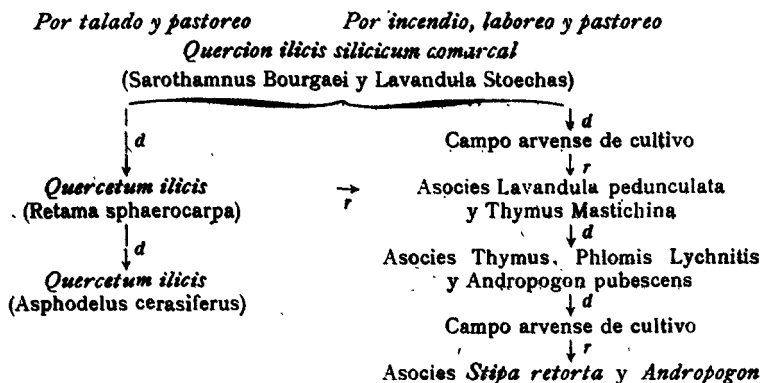 Por talado y pastoreo Por incendio, laboreo y pastoreo
Quercion ilicis silicicum comarcal
(Sarothamnus Bourgaei y Lavandula Stoechas)
d d
Campo arvense de cultivo
r
Quercetum ilicis → Asocies Lavandula pedunculata
(Retama sphaerocarpa) r y Thymus Mastichina
d d
Asocies Thymus, Phlomis Lychnitis
Quercetum ilicis y Andropogon pubescens
(Asphodelus cerasiferus) d
Campo arvense de cultivo
r
Asocies Stipa retorta y Andropogon